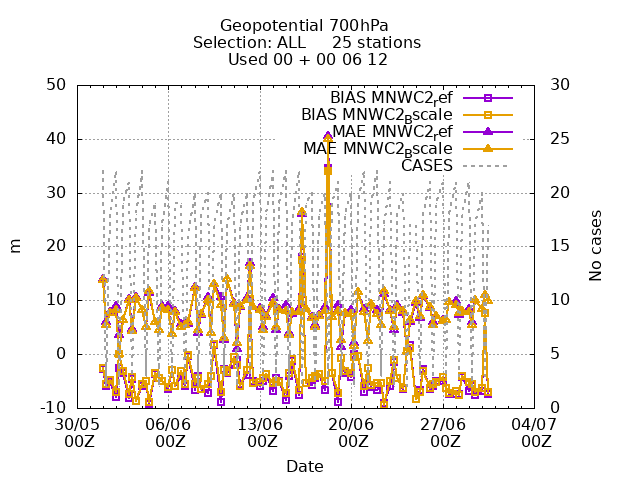 Geopotential 700hPa
Selection: ALL     25 stations
Used 00 + 00 06 12
50 30
BIAS MNWC2_ref
BIAS MNWC2_Bscale
40 25
MAE MNWC2_ref
MAE MNWC2_Bscale
CASES
30 20
20 15
m
No cases
10 10
0 5
-10 0
30/05 06/06 13/06 20/06 27/06 04/07
00Z 00Z 00Z 00Z 00Z 00Z
Date